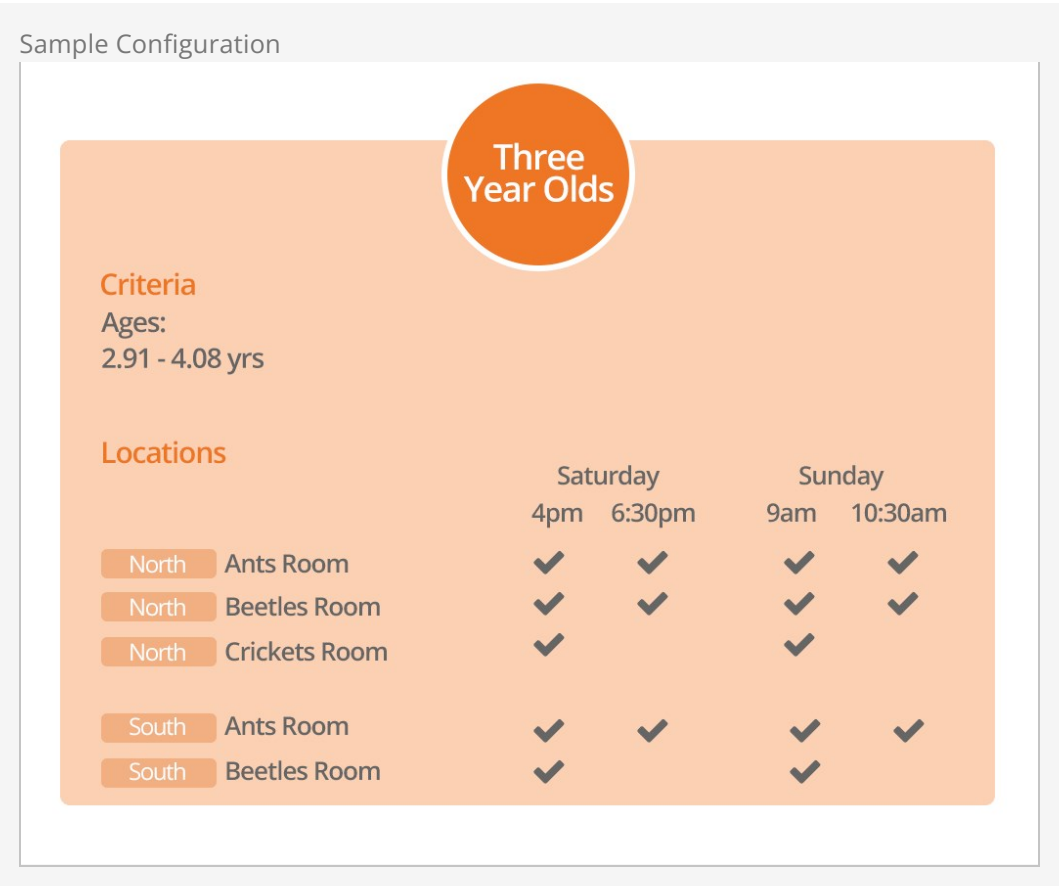 Sample Configuration
Three
Year Olds
Criteria
Ages:
2.91 - 4.08 yrs
Locations
Saturday Sunday
4pm 6:30pm 9am 10:30am
North Ants Room
North Beetles Room
North Crickets Room
South Ants Room
South Beetles Room